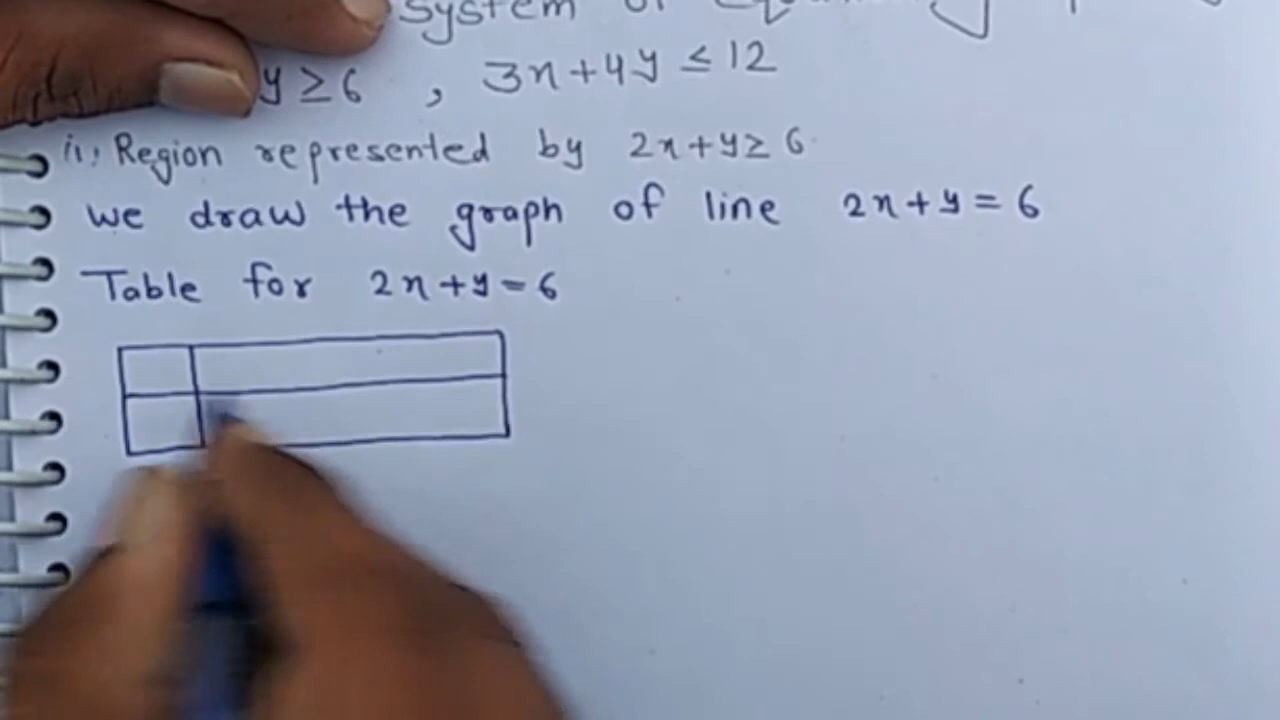 system of
y ≥ 6 , 3x+4y ≤ 12
(i), Region represented by 2x+y≥ 6
we draw the graph of line 2x+y=6
Table for 2x+y=6